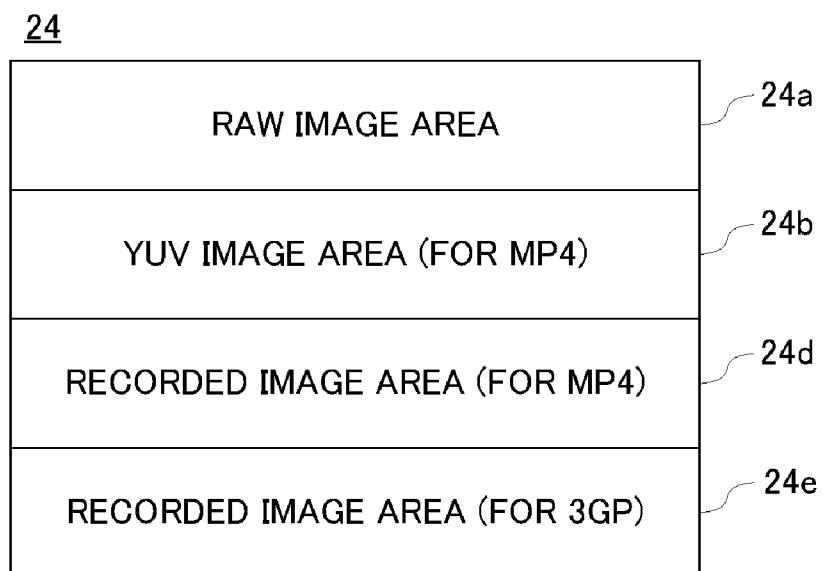 24
RAW IMAGE AREA
24a
YUV IMAGE AREA (FOR MP4)
24b
RECORDED IMAGE AREA (FOR MP4)
24d
RECORDED IMAGE AREA (FOR 3GP)
24e